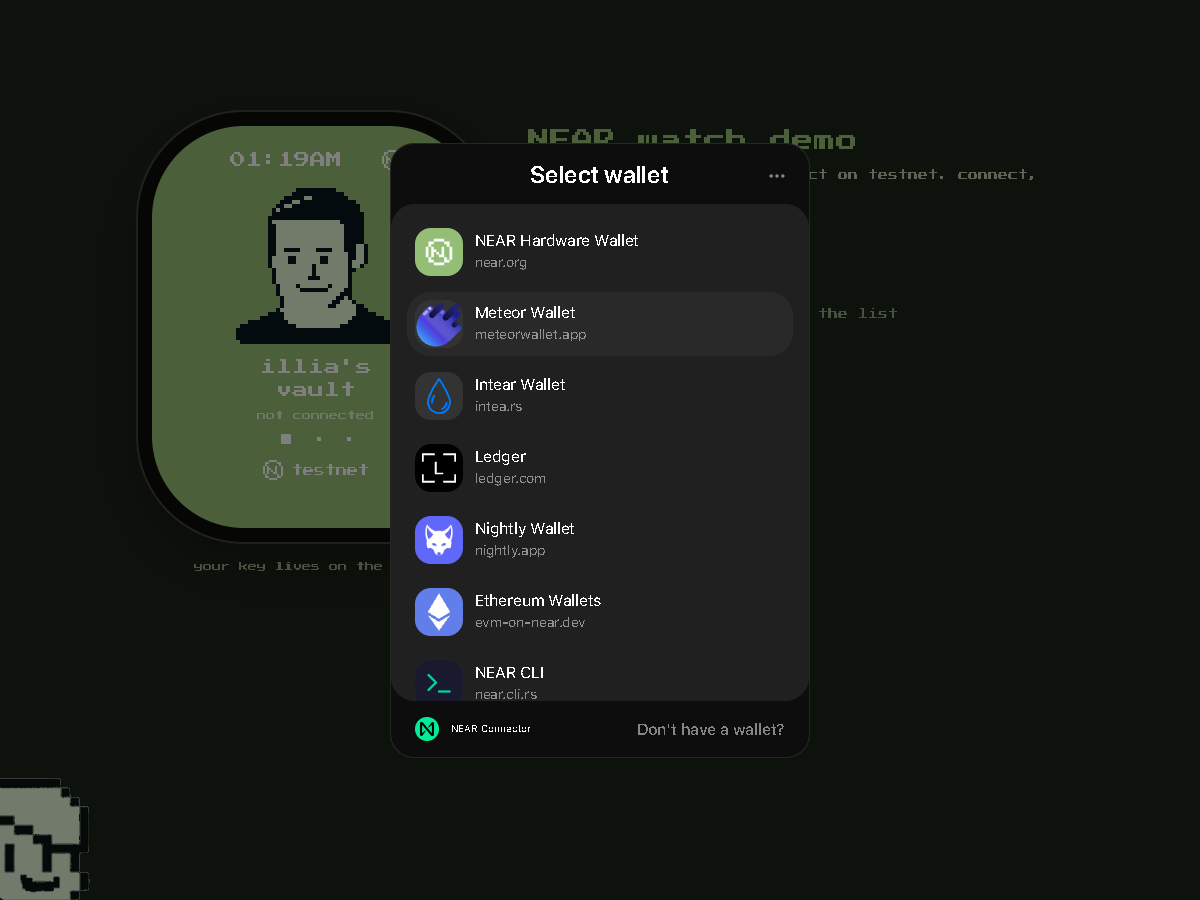 NEAR watch demo
01:19AM
ct on testnet. connect,
Select wallet
NEAR Hardware Wallet
near.org
Meteor Wallet
meteorwallet.app
the list
Intear Wallet
intea.rs
illia's
vault
not connected
testnet
Ledger
ledger.com
Nightly Wallet
nightly.app
your key lives on the
Ethereum Wallets
evm-on-near.dev
NEAR CLI
near.cli.rs
NEAR Connector
Don't have a wallet?